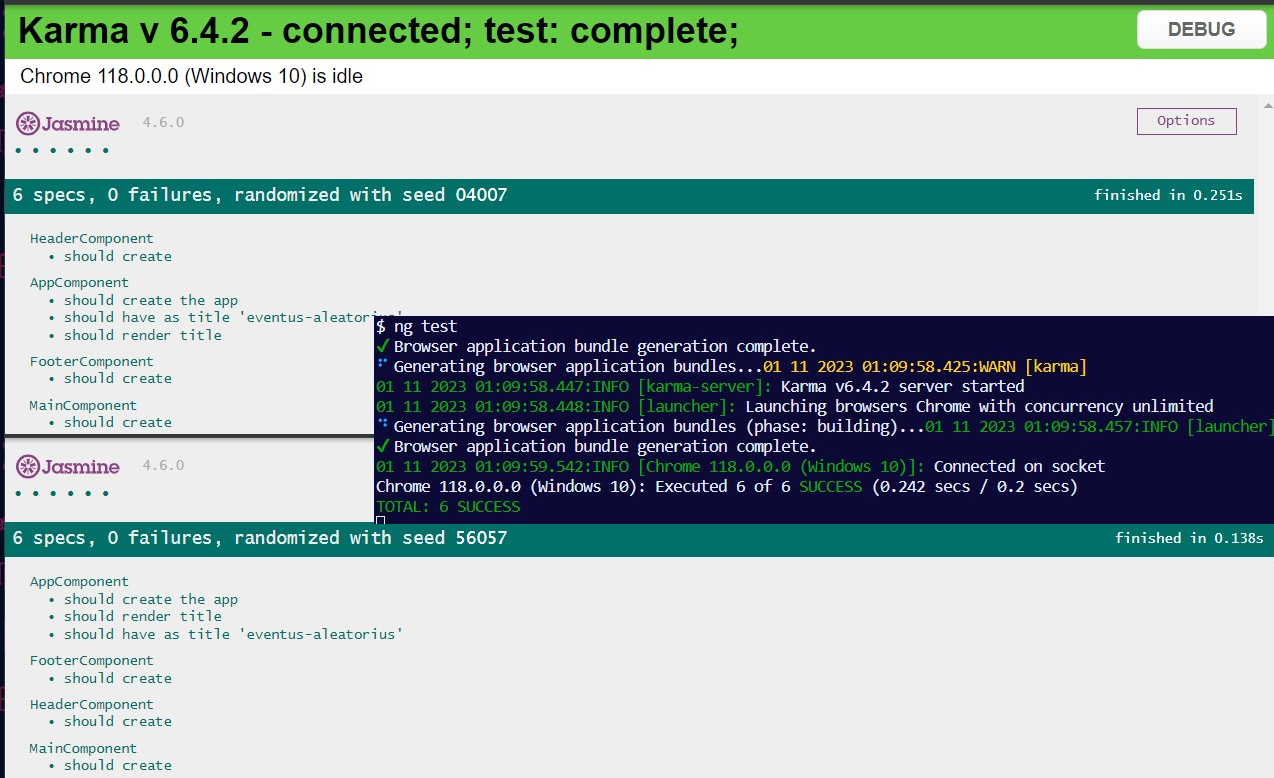 Karma v 6.4.2 - connected; test: complete;
DEBUG
Chrome 118.0.0.0 (Windows 10) is idle
Jasmine 4.6.0
Options
• • • • • •
6 specs, 0 failures, randomized with seed 04007
finished in 0.251s
HeaderComponent
• should create
AppComponent
• should create the app
• should have as title 'eventus-aleatorius'
• should render title
FooterComponent
• should create
MainComponent
• should create
$ ng test
✓ Browser application bundle generation complete.
⠋ Generating browser application bundles...01 11 2023 01:09:58.425:WARN [karma]
01 11 2023 01:09:58.447:INFO [karma-server]: Karma v6.4.2 server started
01 11 2023 01:09:58.448:INFO [launcher]: Launching browsers Chrome with concurrency unlimited
⠙ Generating browser application bundles (phase: building)...01 11 2023 01:09:58.457:INFO [launcher]
✓ Browser application bundle generation complete.
01 11 2023 01:09:59.542:INFO [Chrome 118.0.0.0 (Windows 10)]: Connected on socket
Chrome 118.0.0.0 (Windows 10): Executed 6 of 6 SUCCESS (0.242 secs / 0.2 secs)
TOTAL: 6 SUCCESS
Jasmine 4.6.0
• • • • • •
6 specs, 0 failures, randomized with seed 56057
finished in 0.138s
AppComponent
• should create the app
• should render title
• should have as title 'eventus-aleatorius'
FooterComponent
• should create
HeaderComponent
• should create
MainComponent
• should create